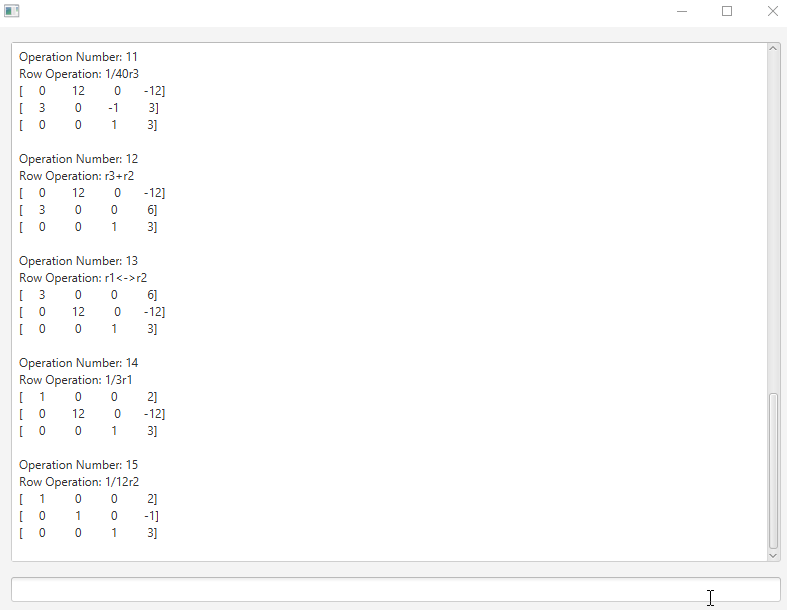 Operation Number: 11
Row Operation: 1/40r3
[ 0 12 0 -12]
[ 3 0 -1 3]
[ 0 0 1 3]
Operation Number: 12
Row Operation: r3+r2
[ 0 12 0 -12]
[ 3 0 0 6]
[ 0 0 1 3]
Operation Number: 13
Row Operation: r1<->r2
[ 3 0 0 6]
[ 0 12 0 -12]
[ 0 0 1 3]
Operation Number: 14
Row Operation: 1/3r1
[ 1 0 0 2]
[ 0 12 0 -12]
[ 0 0 1 3]
Operation Number: 15
Row Operation: 1/12r2
[ 1 0 0 2]
[ 0 1 0 -1]
[ 0 0 1 3]